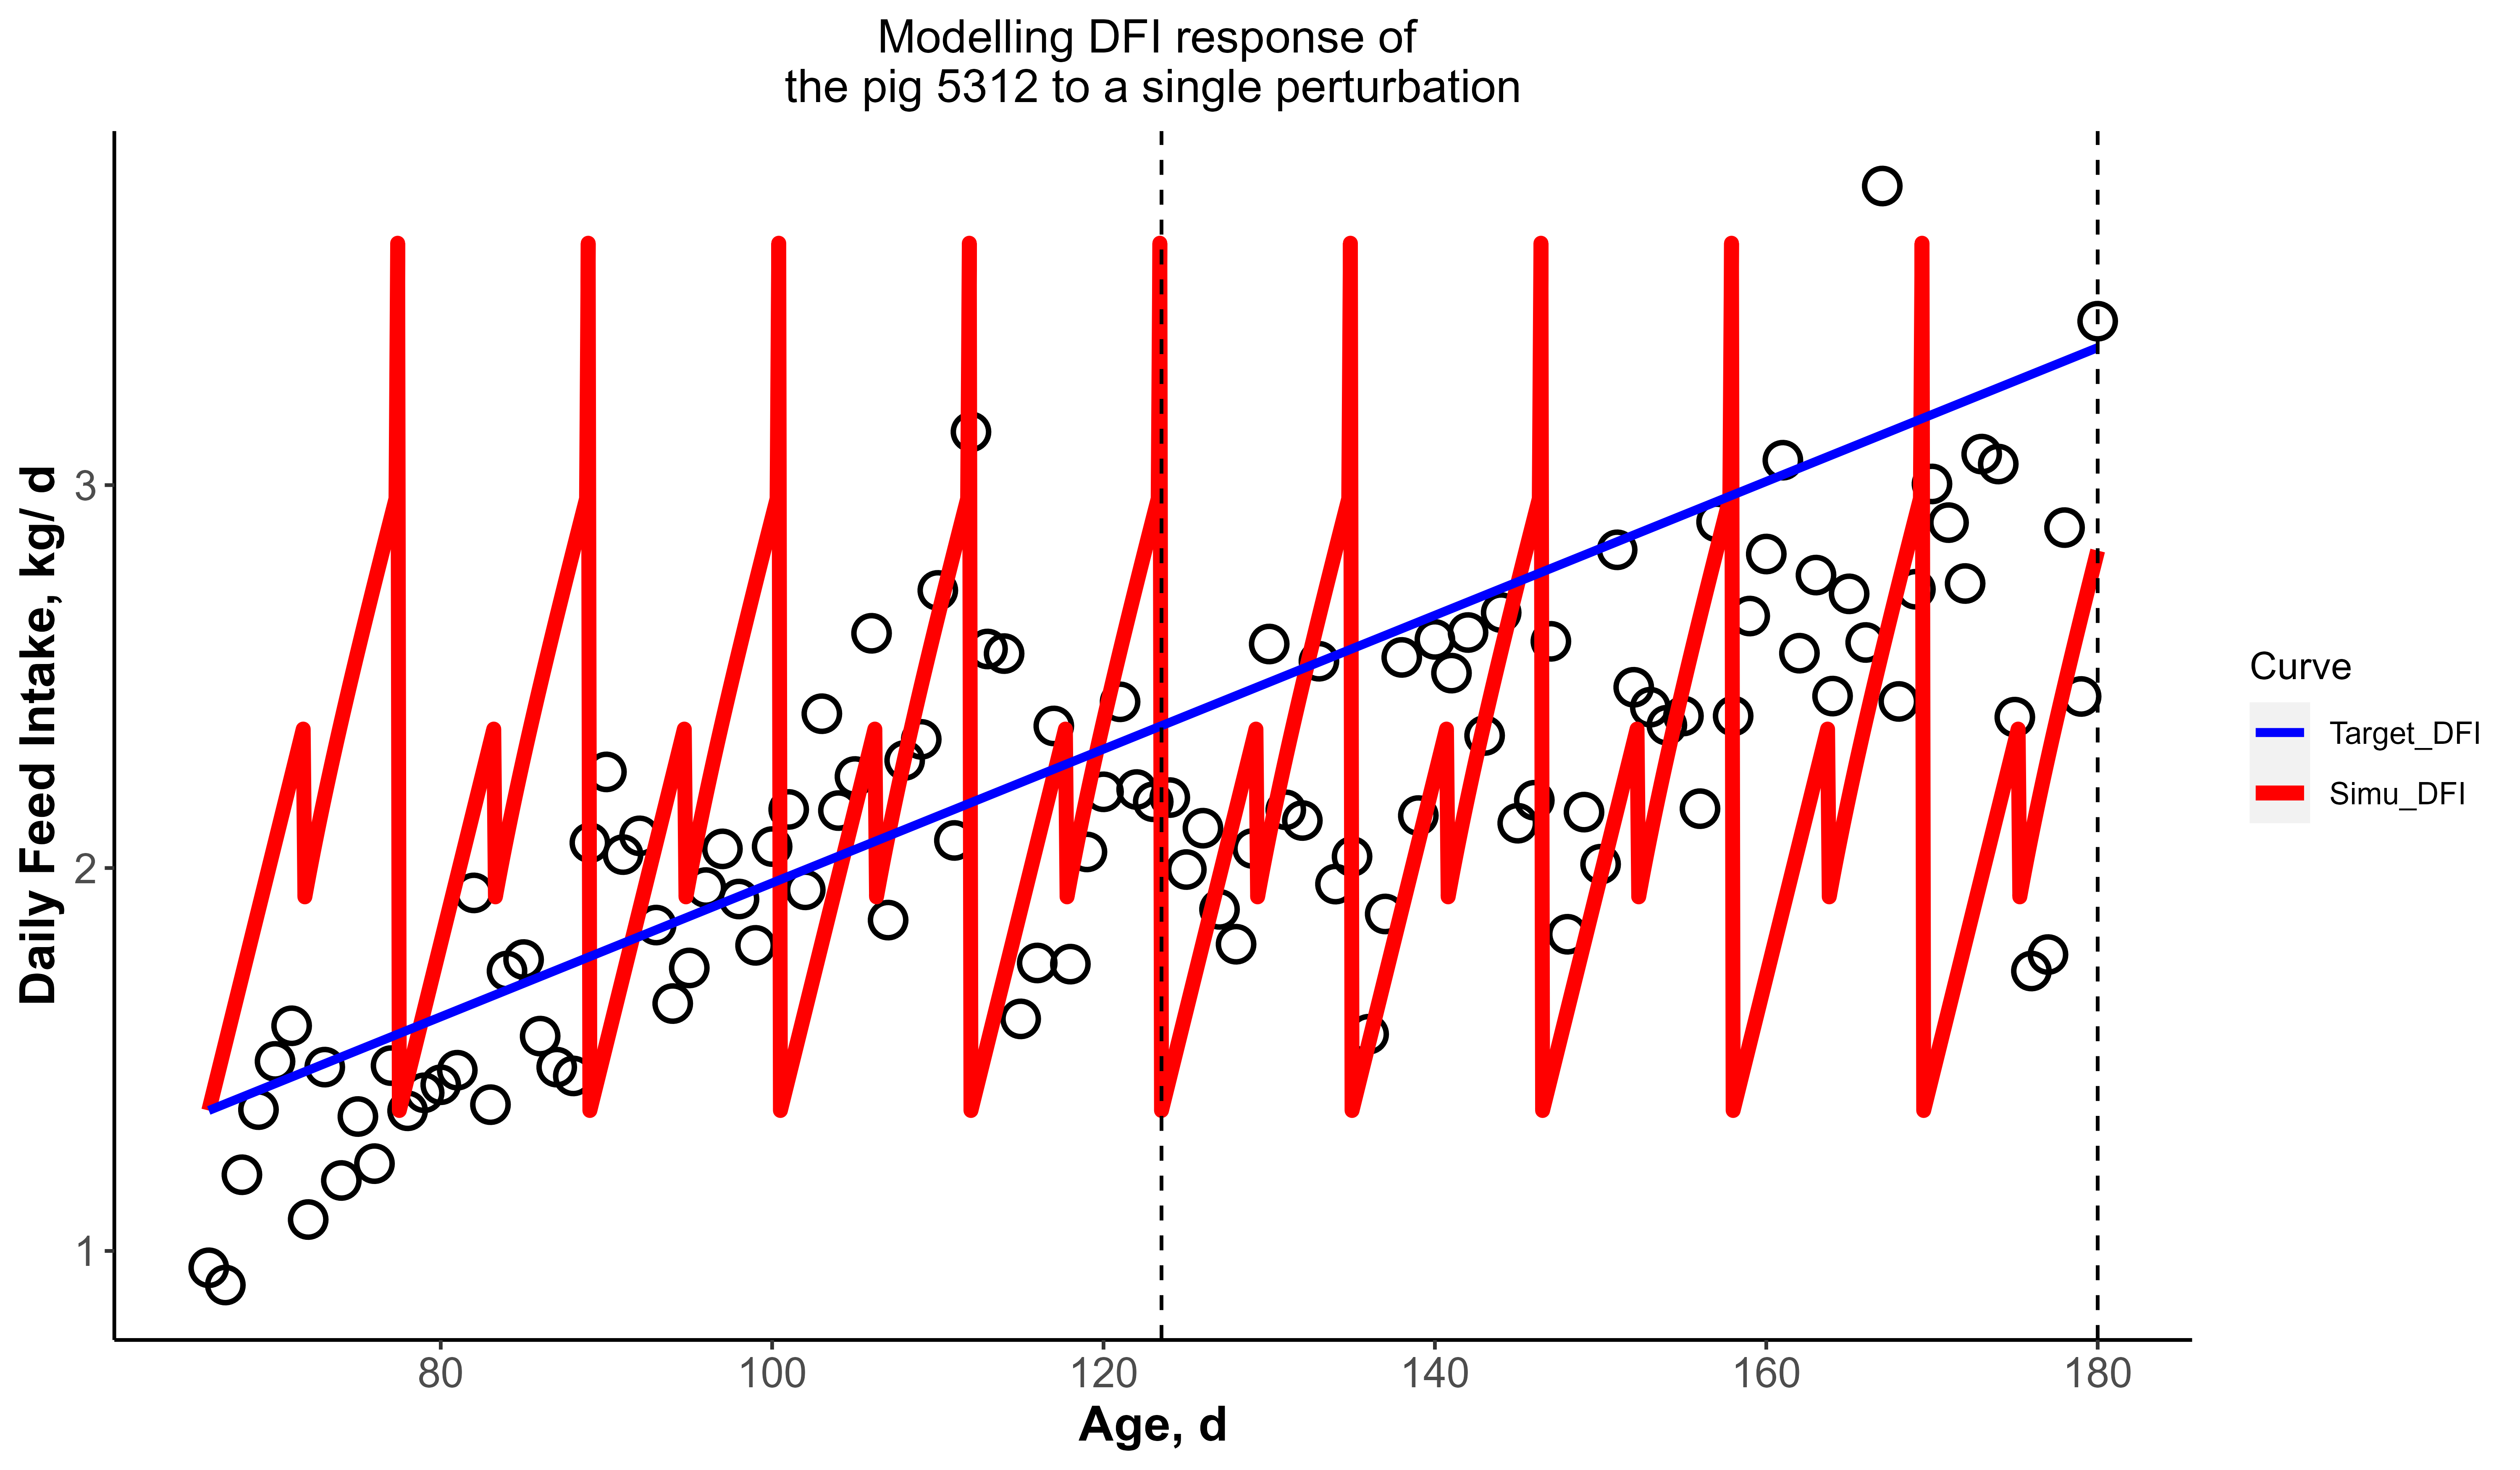 Modelling DFI response of
the pig 5312 to a single perturbation
Daily Feed Intake, kg/ d
3
2
1
80
100
120
140
160
180
Age, d
Curve
Target_DFI
Simu_DFI